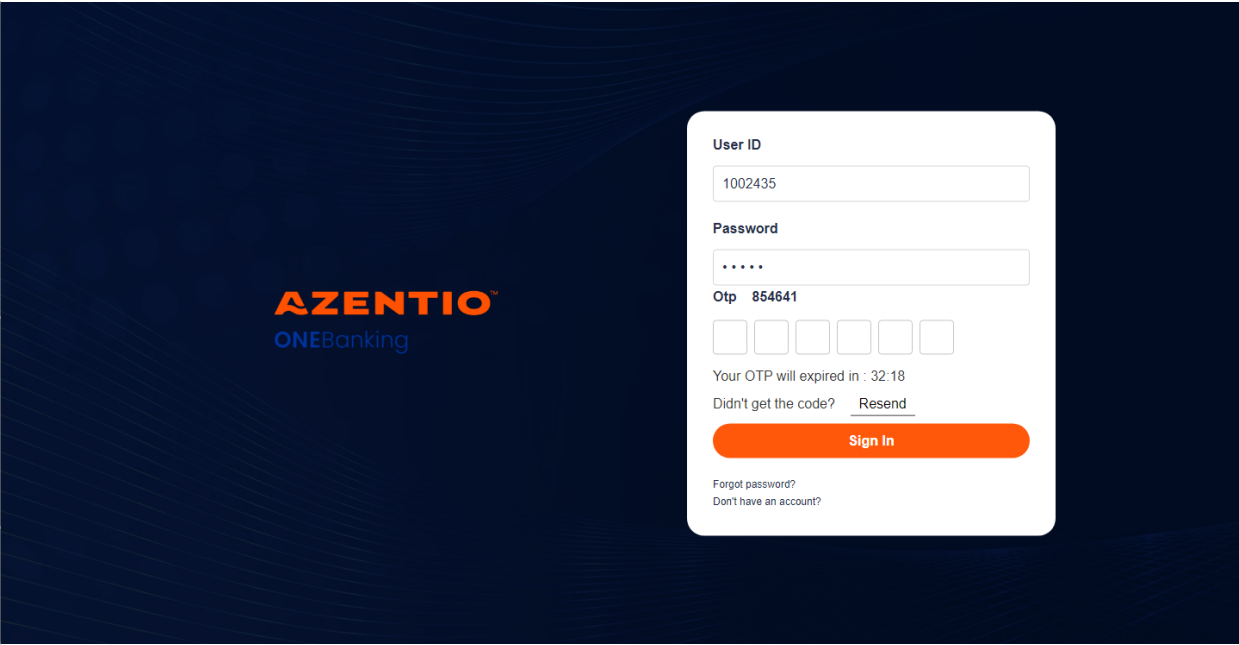 AZENTIO™
ONEBanking
User ID
1002435
Password
•••••
Otp 854641
Your OTP will expired in : 32:18
Didn't get the code? Resend
Sign In
Forgot password?
Don't have an account?